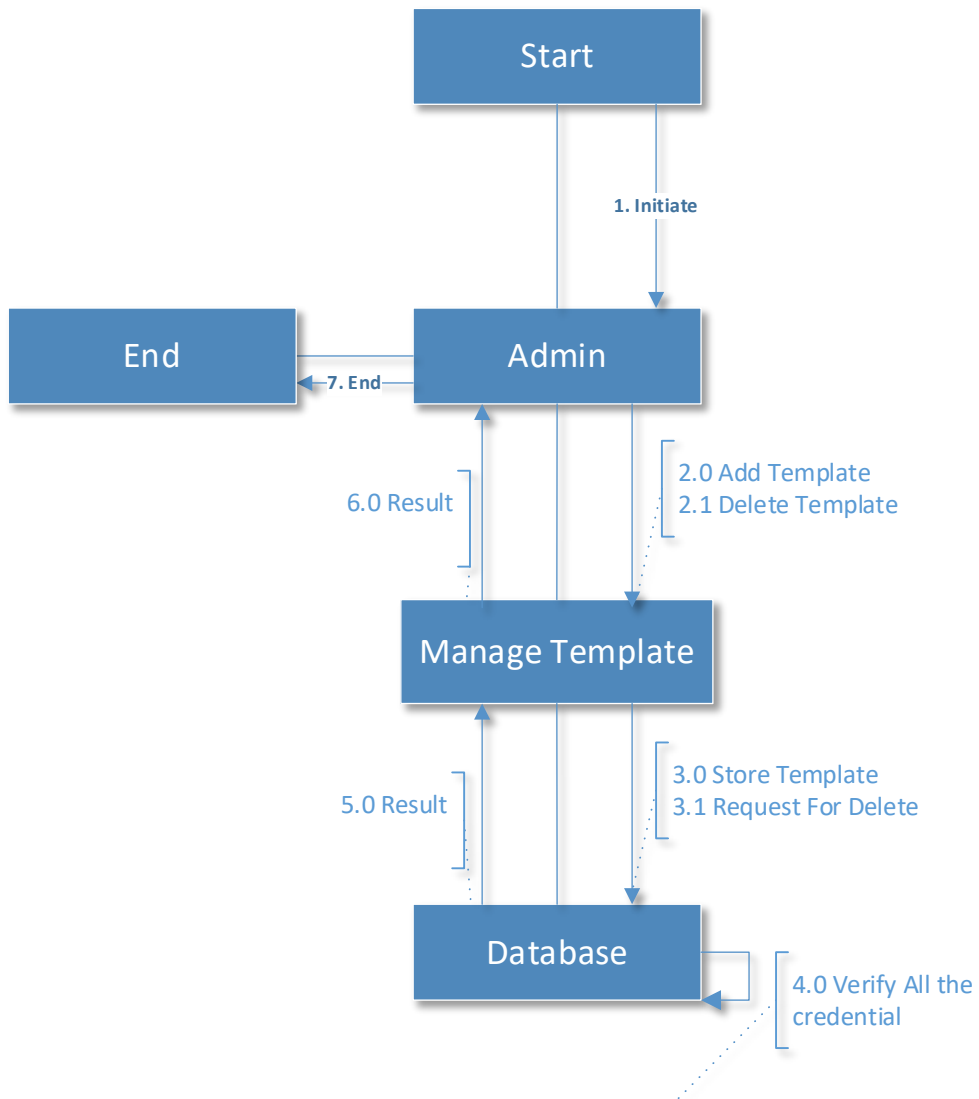 Start
1. Initiate
End
Admin
7. End
2.0 Add Template
2.1 Delete Template
6.0 Result
Manage Template
3.0 Store Template
3.1 Request For Delete
5.0 Result
Database
4.0 Verify All the
credential